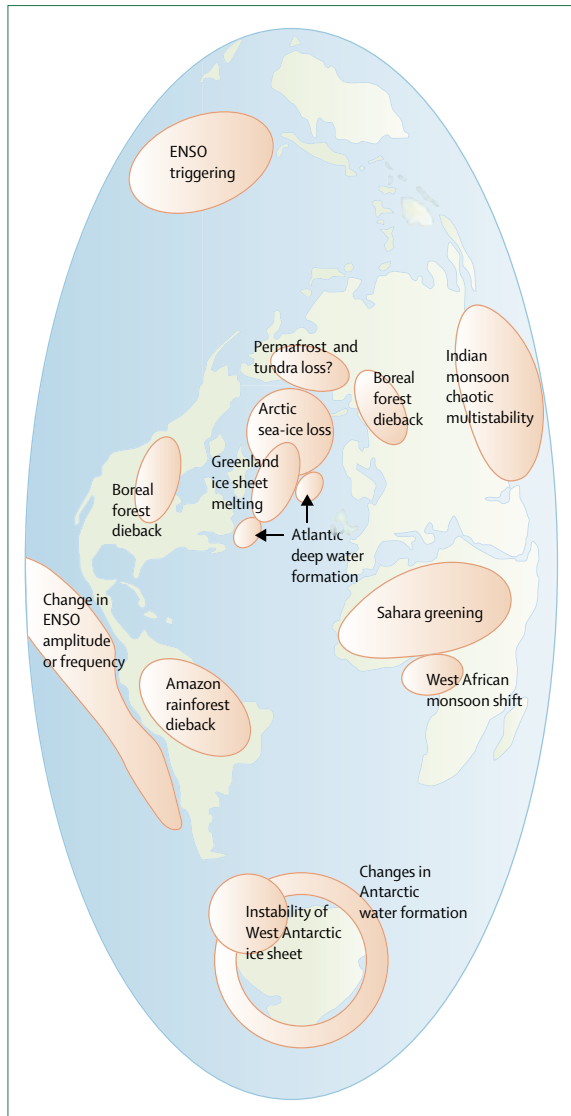 ENSO
triggering
Permafrost and
tundra loss?
Boreal
forest
dieback
Indian
monsoon
chaotic
multistability
Arctic
sea-ice loss
Greenland
ice sheet
melting
Boreal
forest
dieback
Atlantic
deep water
formation
Change in
ENSO
amplitude
or frequency
Sahara greening
West African
monsoon shift
Amazon
rainforest
dieback
Changes in
Antarctic
water formation
Instability of
West Antarctic
ice sheet